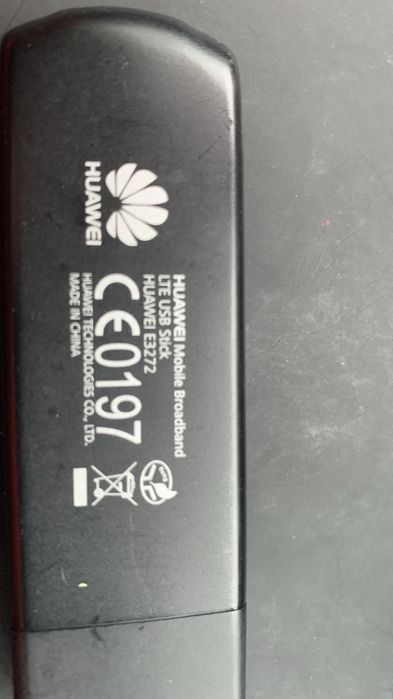 HUAWEI
HUAWEI Mobile Broadband
LTE USB Stick
HUAWEI E3272
CE0197
HUAWEI TECHNOLOGIES CO., LTD.
MADE IN CHINA